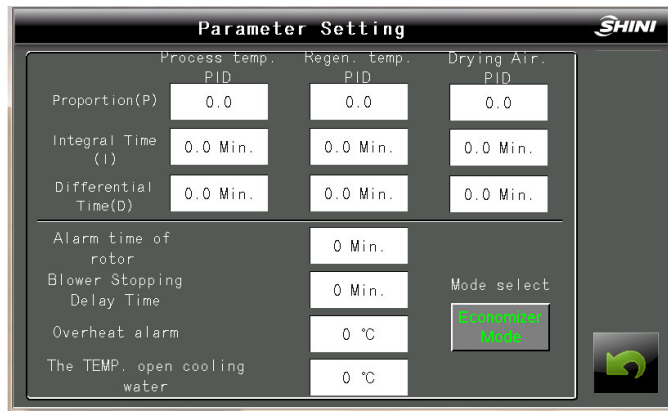 Parameter Setting
SHINI
Process temp. Regen. temp. Drying Air.
PID PID PID
Proportion(P) 0.0 0.0 0.0
Integral Time
(I) 0.0 Min. 0.0 Min. 0.0 Min.
Differential
Time(D) 0.0 Min. 0.0 Min. 0.0 Min.
Alarm time of
rotor 0 Min.
Blower Stopping
Delay Time 0 Min.
Mode select
Economizer
Mode
Overheat alarm 0 ℃
The TEMP. open cooling
water 0 ℃